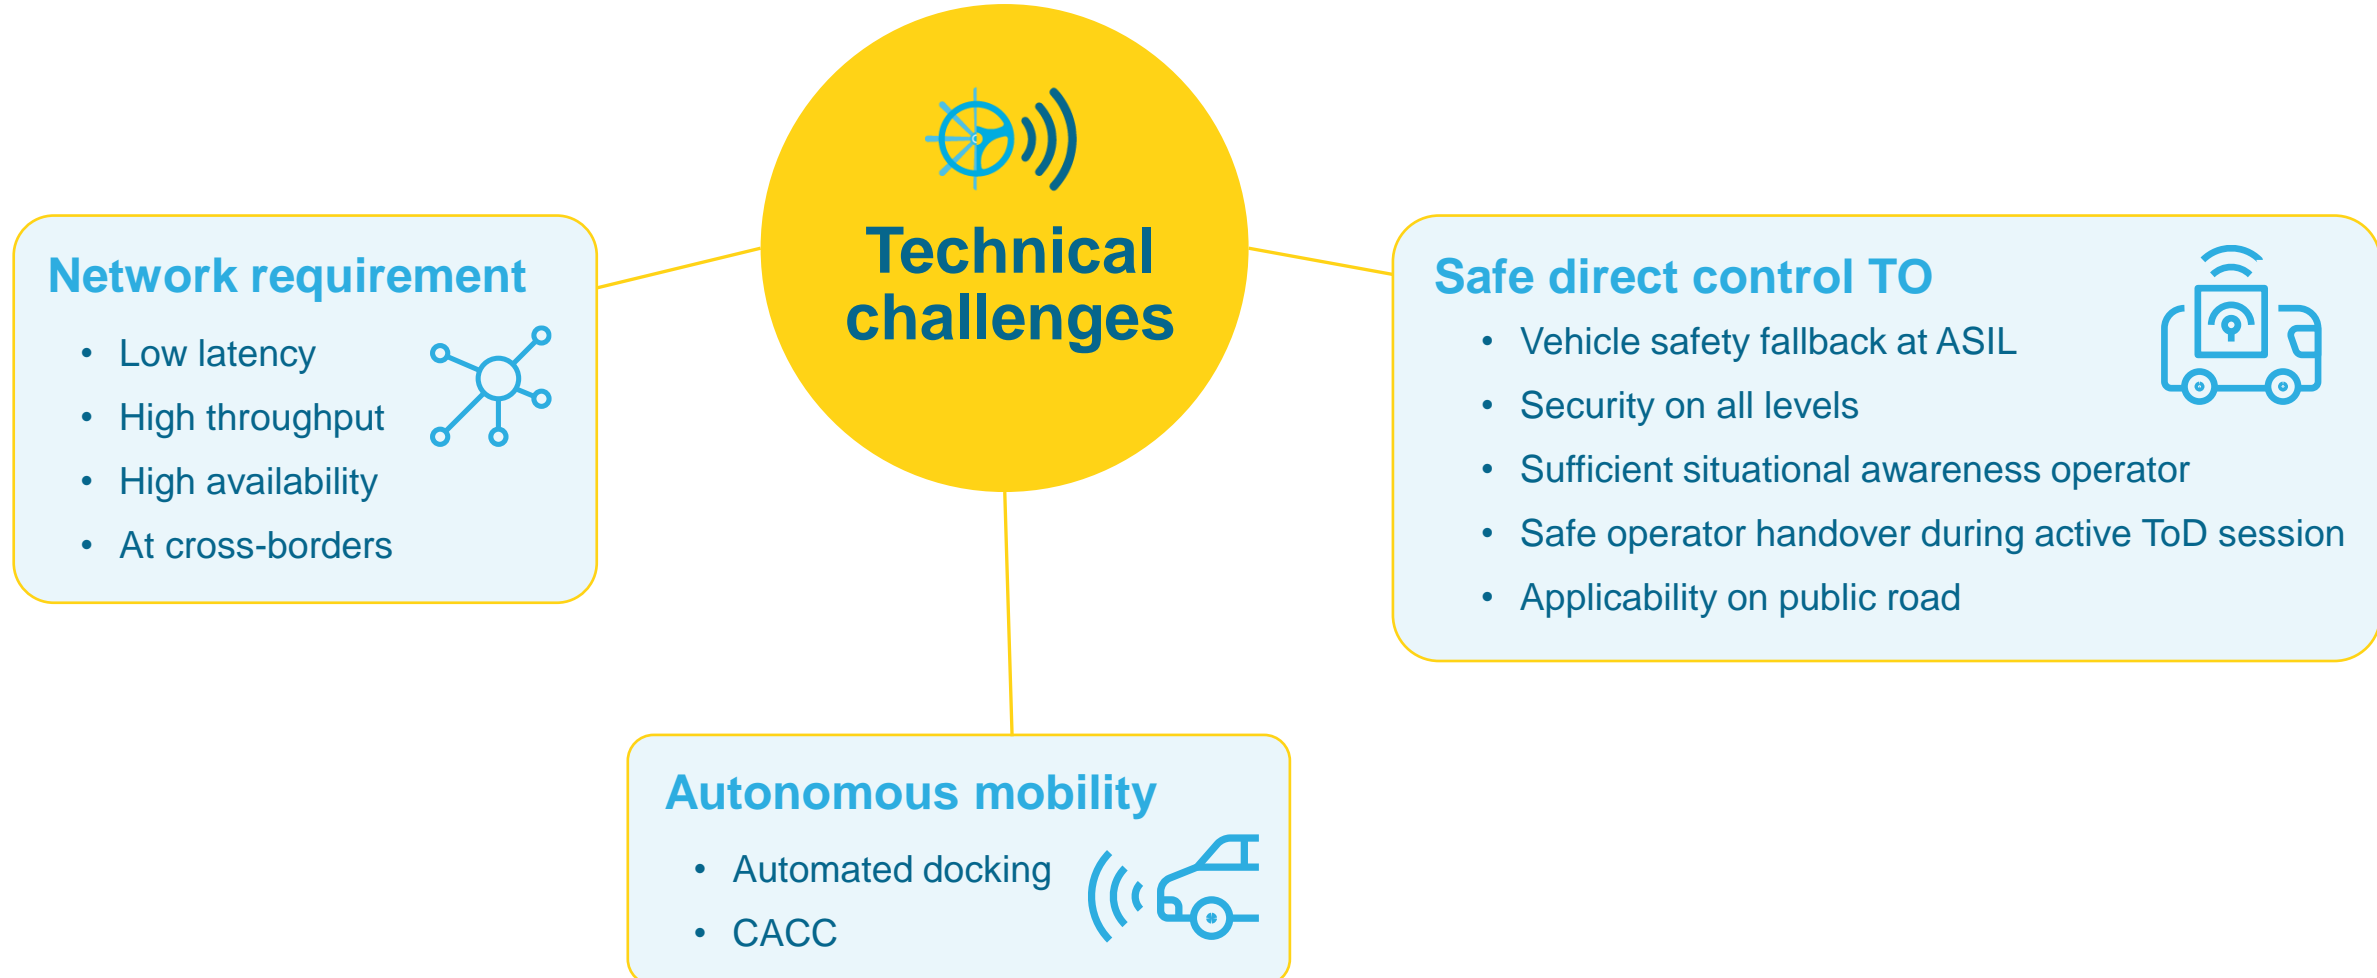 Technical
challenges
Network requirement
• Low latency
• High throughput
• High availability
• At cross-borders
Safe direct control TO
• Vehicle safety fallback at ASIL
• Security on all levels
• Sufficient situational awareness operator
• Safe operator handover during active ToD session
• Applicability on public road
Autonomous mobility
• Automated docking
• CACC